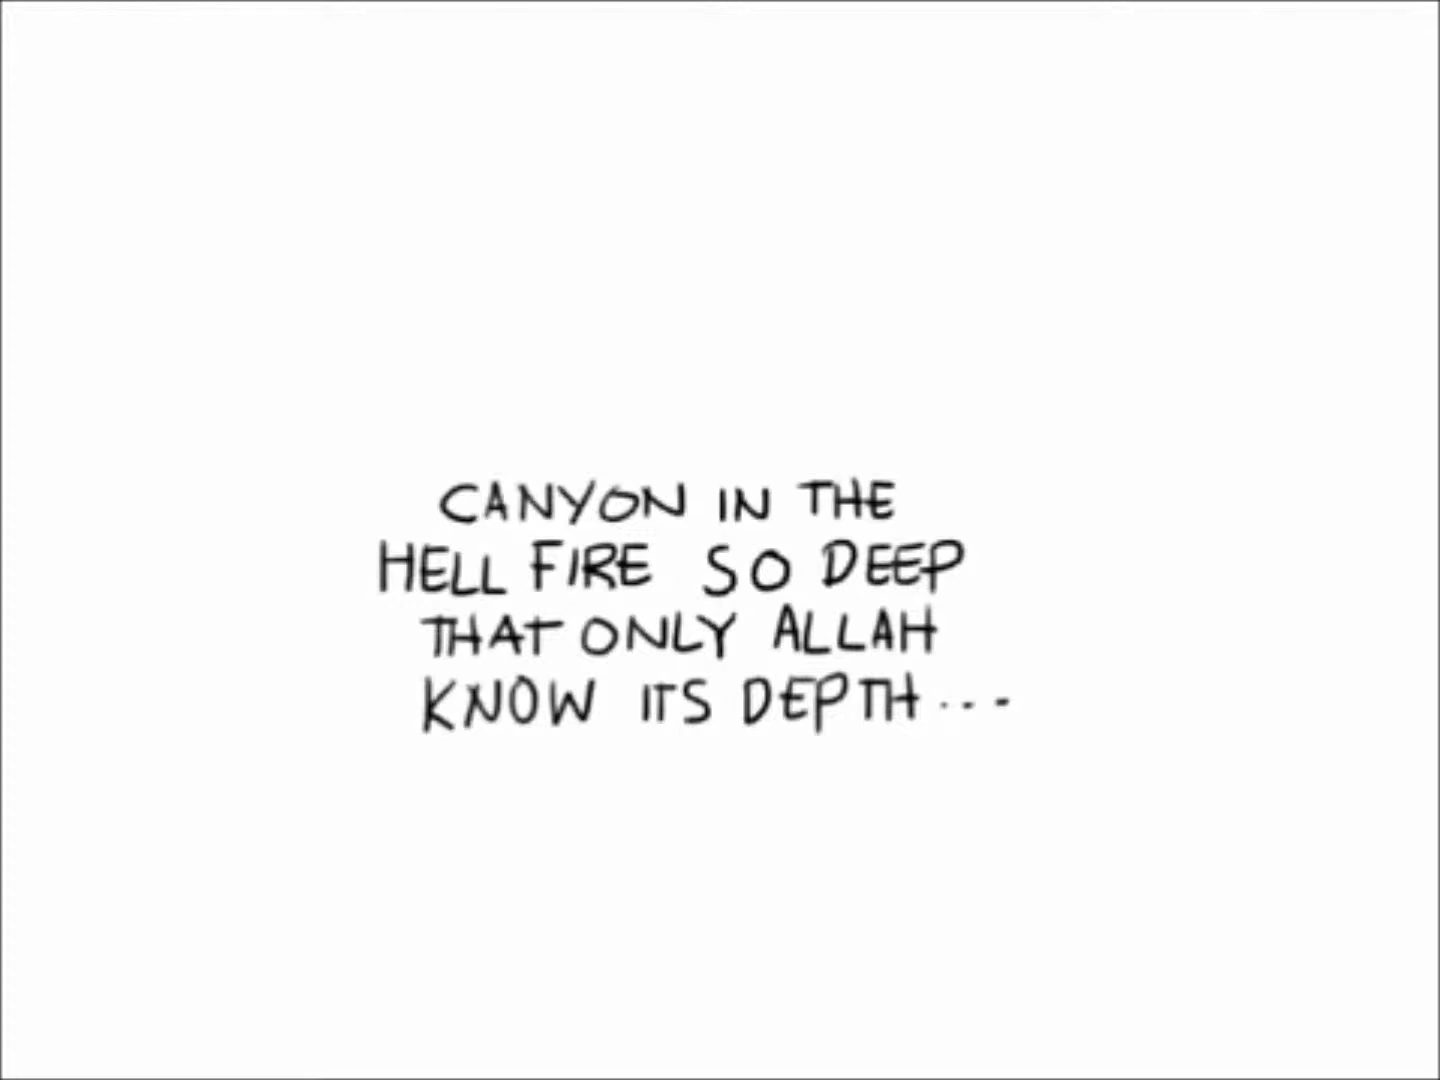 CANYON IN THE
HELL FIRE SO DEEP
THAT ONLY ALLAH
KNOW ITS DEPTH...